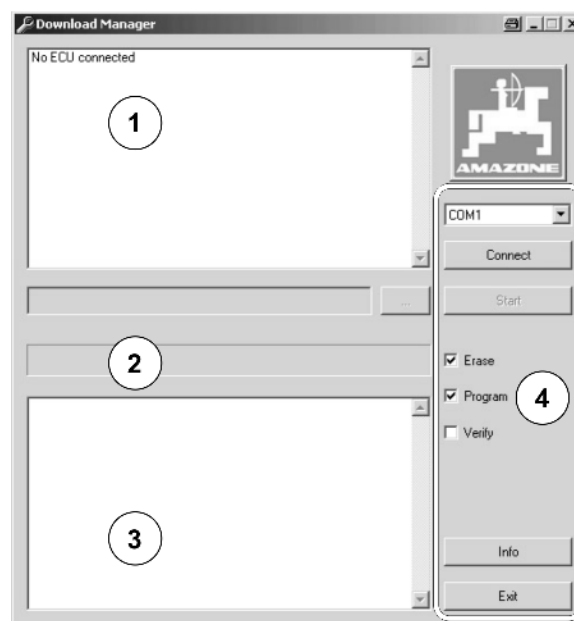 Download Manager
No ECU connected
1
AMAZONE
COM1
Connect
...
Start
2
Erase
Program
4
Verify
3
Info
Exit